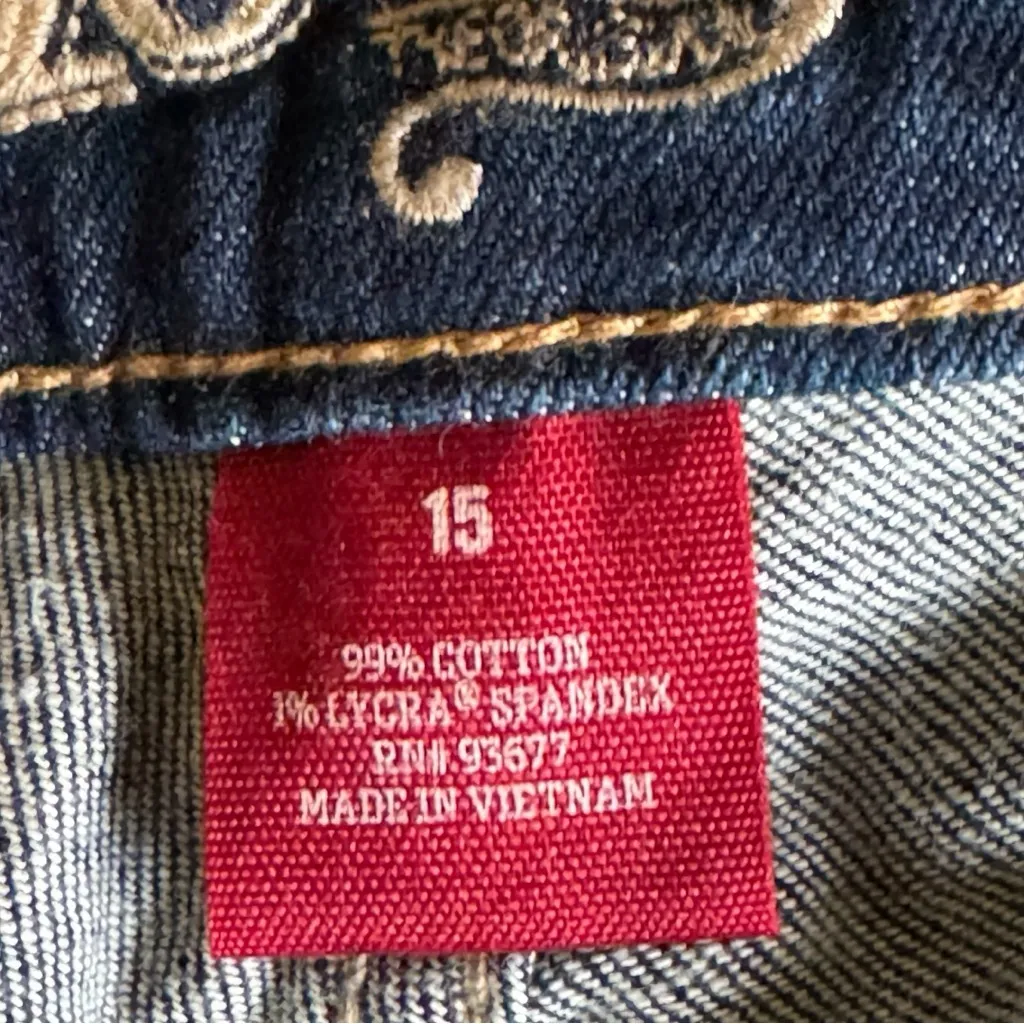 15
99% COTTON
1% LYCRA® SPANDEX
RN# 93677
MADE IN VIETNAM